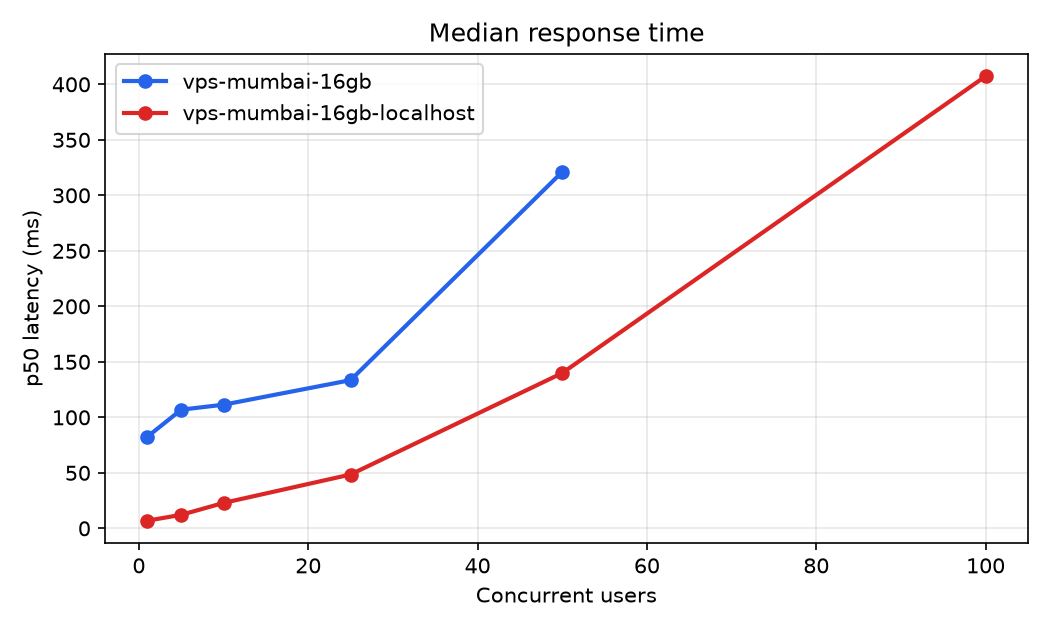 Median response time
vps-mumbai-16gb
vps-mumbai-16gb-localhost
p50 latency (ms)
400
350
300
250
200
150
100
50
0
0 20 40 60 80 100
Concurrent users